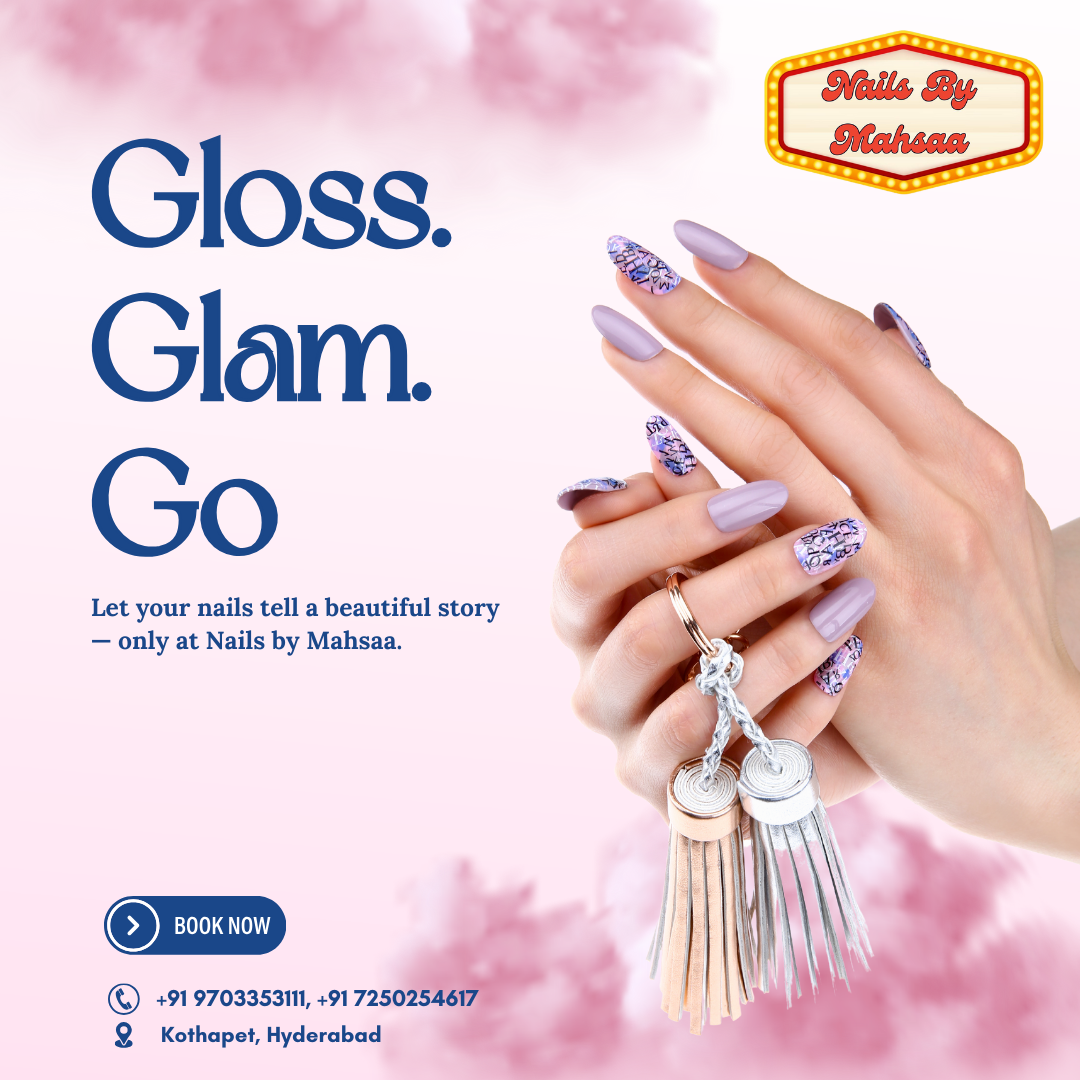 Nails By
Mahsaa
Gloss.
Glam.
Go
Let your nails tell a beautiful story
— only at Nails by Mahsaa.
BOOK NOW
+91 9703353111, +91 7250254617
Kothapet, Hyderabad